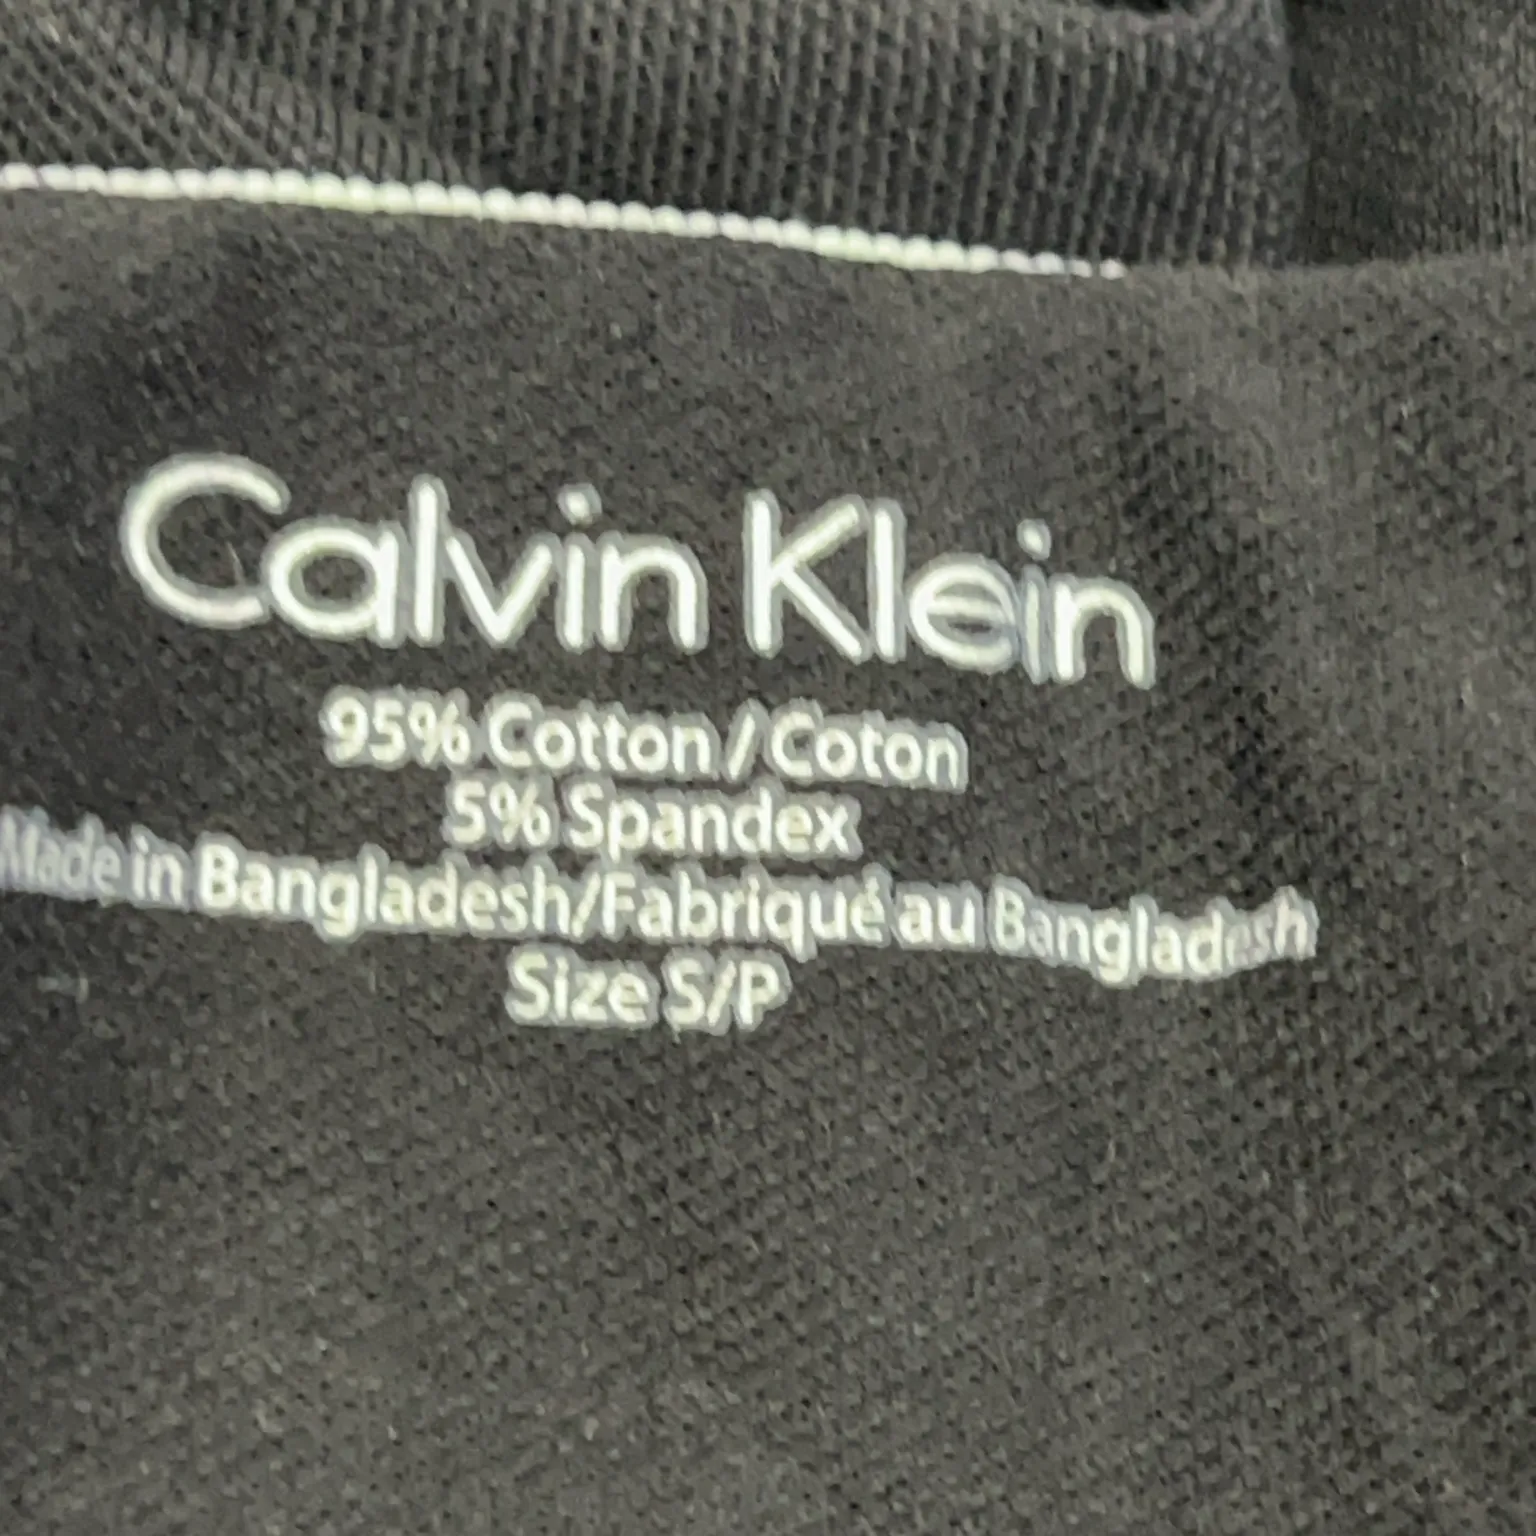 Calvin Klein
95% Cotton / Coton
5% Spandex
Made in Bangladesh/Fabriqué au Bangladesh
Size S/P